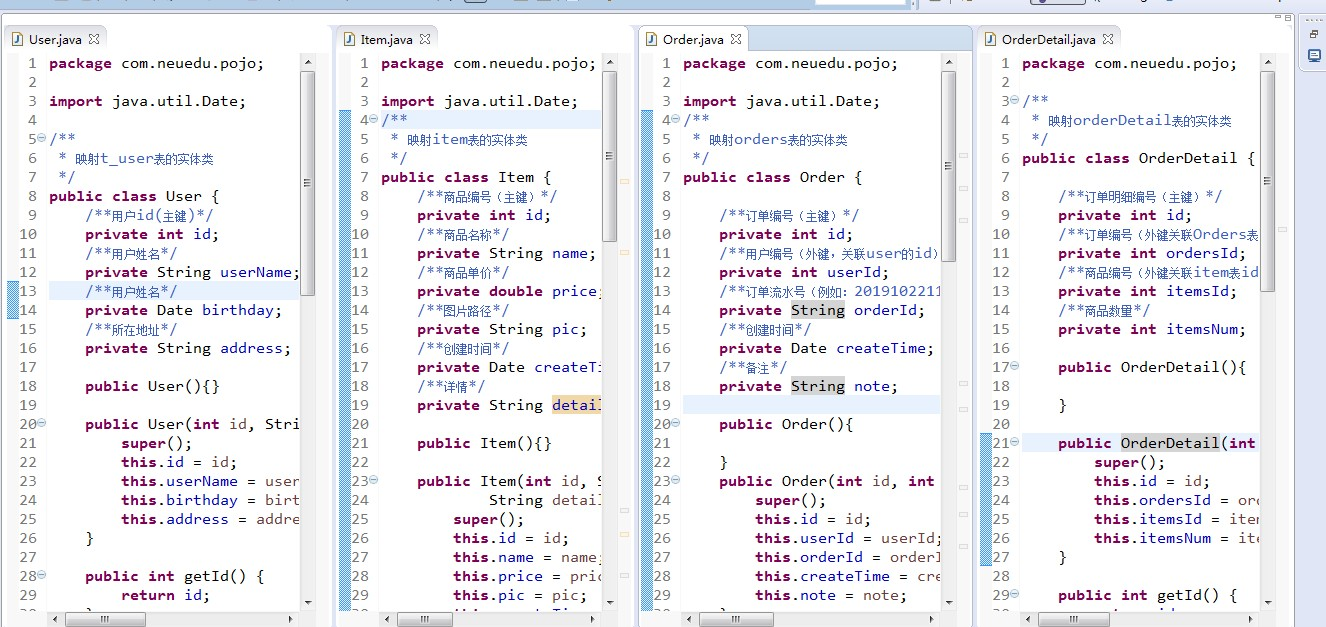 User.java
1 package com.neuedu.pojo;
2
3 import java.util.Date;
4
5 /**
6 * 映射t_user表的实体类
7 */
8 public class User {
9 /**用户id(主键)*/
10 private int id;
11 /**用户姓名*/
12 private String userName;
13 /**用户姓名*/
14 private Date birthday;
15 /**所在地址*/
16 private String address;
17
18 public User(){}
19
20 public User(int id, Stri
21 super();
22 this.id = id;
23 this.userName = user
24 this.birthday = birt
25 this.address = addre
26 }
27
28 public int getId() {
29 return id;
Item.java
1 package com.neuedu.pojo;
2
3 import java.util.Date;
4 /**
5 * 映射item表的实体类
6 */
7 public class Item {
8 /**商品编号（主键）*/
9 private int id;
10 /**商品名称*/
11 private String name;
12 /**商品单价*/
13 private double price;
14 /**图片路径*/
15 private String pic;
16 /**创建时间*/
17 private Date createTi
18 /**详情*/
19 private String detail
20
21 public Item(){}
22
23 public Item(int id, S
24 String detai
25 super();
26 this.id = id;
27 this.name = name;
28 this.price = pric
29 this.pic = pic;
Order.java
1 package com.neuedu.pojo;
2
3 import java.util.Date;
4 /**
5 * 映射orders表的实体类
6 */
7 public class Order {
8
9 /**订单编号（主键）*/
10 private int id;
11 /**用户编号（外键，关联user的id）
12 private int userId;
13 /**订单流水号（例如：2019102211
14 private String orderId;
15 /**创建时间*/
16 private Date createTime;
17 /**备注*/
18 private String note;
19
20 public Order(){
21
22 }
23 public Order(int id, int
24 super();
25 this.id = id;
26 this.userId = userId;
27 this.orderId = orderI
28 this.createTime = cre
29 this.note = note;
OrderDetail.java
1 package com.neuedu.pojo;
2
3 /**
4 * 映射orderDetail表的实体类
5 */
6 public class OrderDetail {
7
8 /**订单明细编号（主键）*/
9 private int id;
10 /**订单编号（外键关联Orders表
11 private int ordersId;
12 /**商品编号（外键关联item表id
13 private int itemsId;
14 /**商品数量*/
15 private int itemsNum;
16
17 public OrderDetail(){
18
19 }
20
21 public OrderDetail(int
22 super();
23 this.id = id;
24 this.ordersId = ord
25 this.itemsId = item
26 this.itemsNum = ite
27 }
28
29 public int getId() {